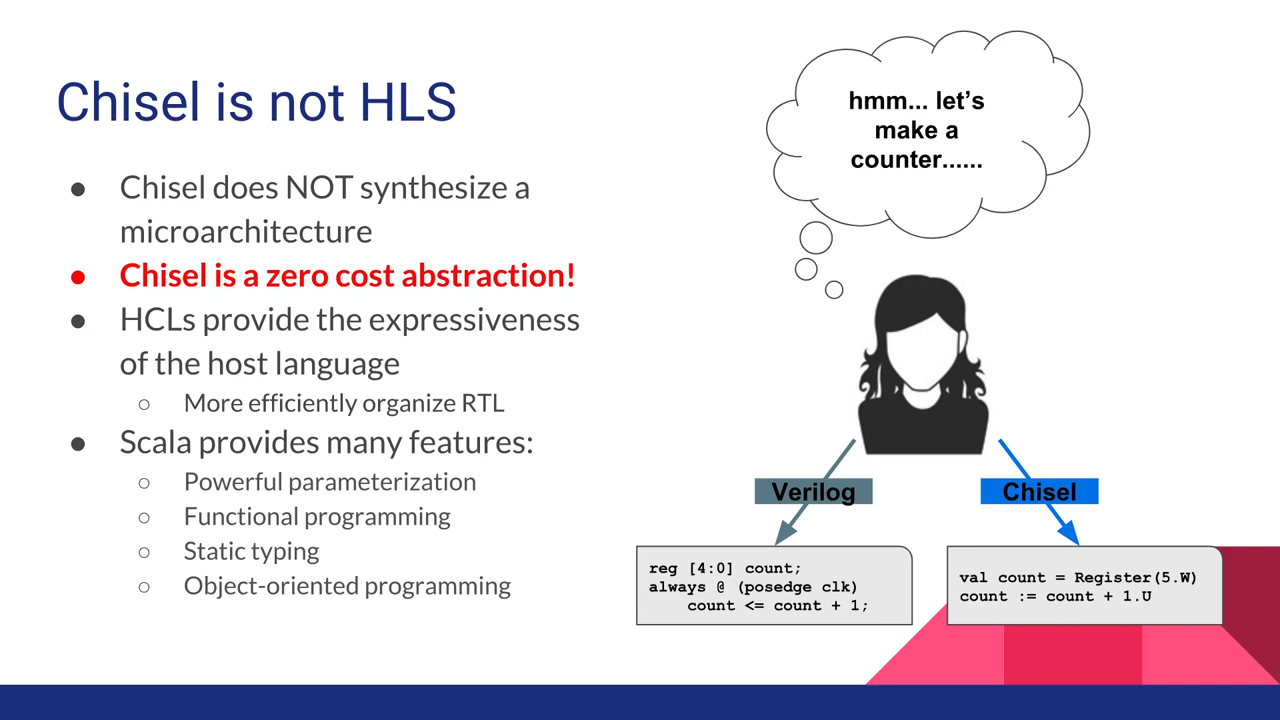 Chisel is not HLS
● Chisel does NOT synthesize a
microarchitecture
● Chisel is a zero cost abstraction!
● HCLs provide the expressiveness
of the host language
○ More efficiently organize RTL
● Scala provides many features:
○ Powerful parameterization
○ Functional programming
○ Static typing
○ Object-oriented programming
hmm... let’s
make a
counter......
Verilog
Chisel
reg [4:0] count;
always @ (posedge clk)
    count <= count + 1;
val count = Register(5.W)
count := count + 1.U